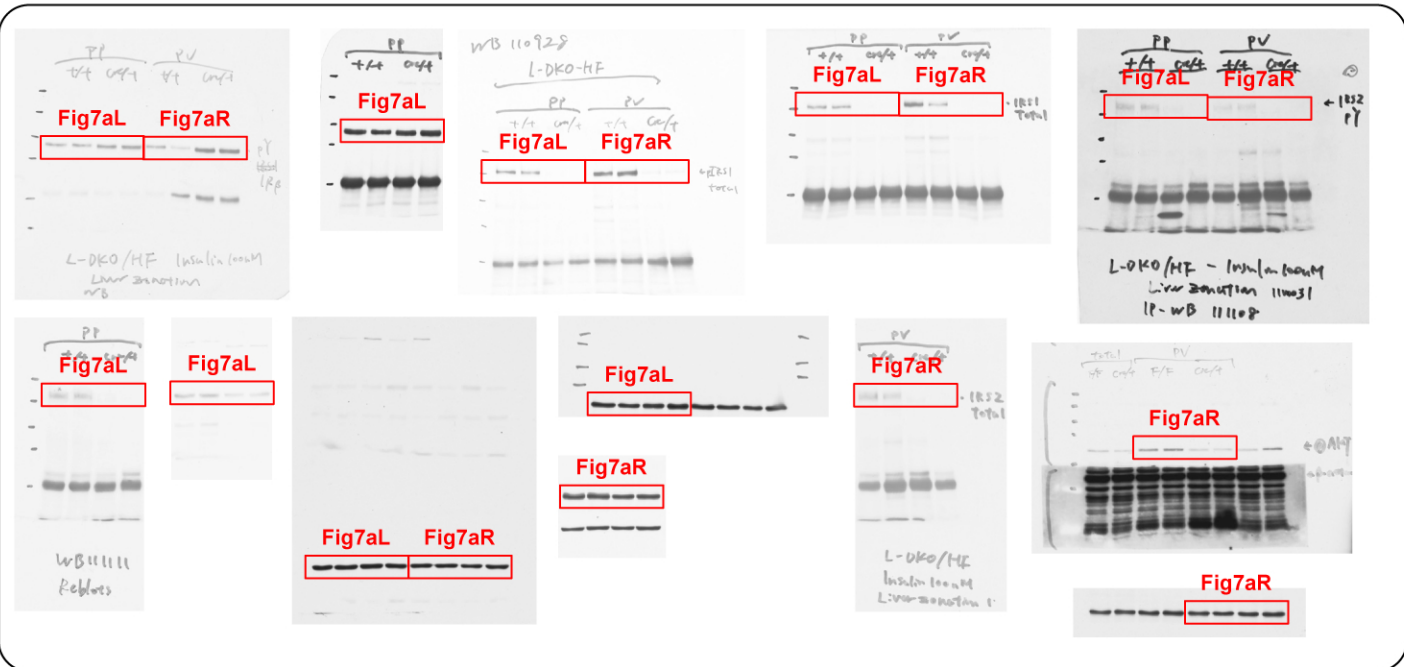 PP PV
+/+ cre/+ +/+ cre/+
Fig7aL Fig7aR
pY
IRβ
L-DKO/HF Insulin 100nM
Liver zonation
WB
PP
+/+ cre/+
Fig7aL
WB 110928
L-DKO-HF
PP PV
+/+ cre/+ +/+ cre/+
Fig7aL Fig7aR
IRS1
total
PP PV
+/+ cre/+ +/+ cre/+
Fig7aL Fig7aR
IRS1
Total
PP PV
+/+ cre/+ +/+ cre/+
Fig7aL Fig7aR
← IRS2
pY
L-DKO/HF - Insulin 100nM
Liver zonation 111031
IP-WB 111108
PP
+/+ cre/+
Fig7aL
WB 111111
Reblots
Fig7aL
Fig7aL Fig7aR
Fig7aL
Fig7aR
PV
+/+ cre/+
Fig7aR
IRS2
Total
L-DKO/HF
Insulin 100nM
Liver zonation
Total PV
cre/+ F/F cre/+
Fig7aR
Fig7aR